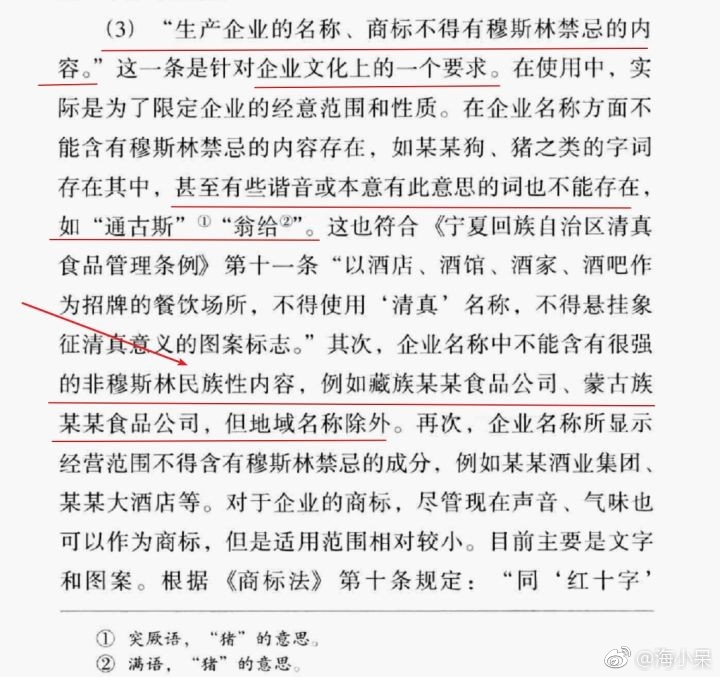 (3) “生产企业的名称、商标不得有穆斯林禁忌的内
容。”这一条是针对企业文化上的一个要求。在使用中，实
际是为了限定企业的经意范围和性质。在企业名称方面不
能含有穆斯林禁忌的内容存在，如某某狗、猪之类的字词
存在其中，甚至有些谐音或本意有此意思的词也不能存在，
如“通古斯”①“翁给②”。这也符合《宁夏回族自治区清真
食品管理条例》第十一条“以酒店、酒馆、酒家、酒吧作
为招牌的餐饮场所，不得使用‘清真’名称，不得悬挂象
征清真意义的图案标志。”其次，企业名称中不能含有很强
的非穆斯林民族性内容，例如藏族某某食品公司、蒙古族
某某食品公司，但地域名称除外。再次，企业名称所显示
经营范围不得含有穆斯林禁忌的成分，例如某某酒业集团、
某某大酒店等。对于企业的商标，尽管现在声音、气味也
可以作为商标，但是适用范围相对较小。目前主要是文字
和图案。根据《商标法》第十条规定：“同‘红十字’
① 突厥语，“猪”的意思。
② 满语，“猪”的意思。
@海小呆